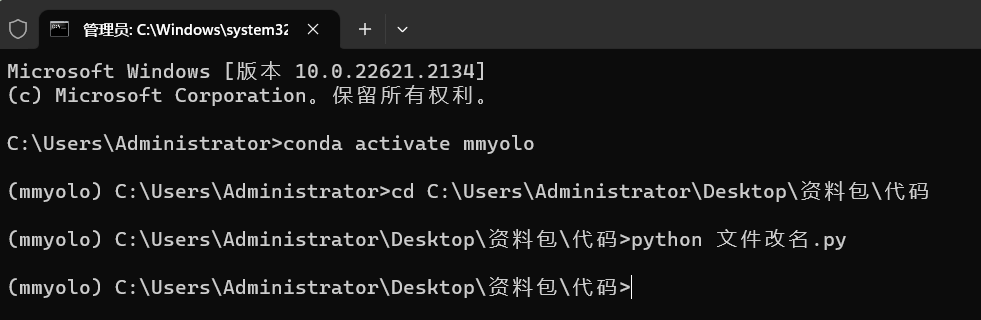 管理员: C:\Windows\system32
Microsoft Windows [版本 10.0.22621.2134]
(c) Microsoft Corporation。保留所有权利。
C:\Users\Administrator>conda activate mmyolo
(mmyolo) C:\Users\Administrator>cd C:\Users\Administrator\Desktop\资料包\代码
(mmyolo) C:\Users\Administrator\Desktop\资料包\代码>python 文件改名.py
(mmyolo) C:\Users\Administrator\Desktop\资料包\代码>